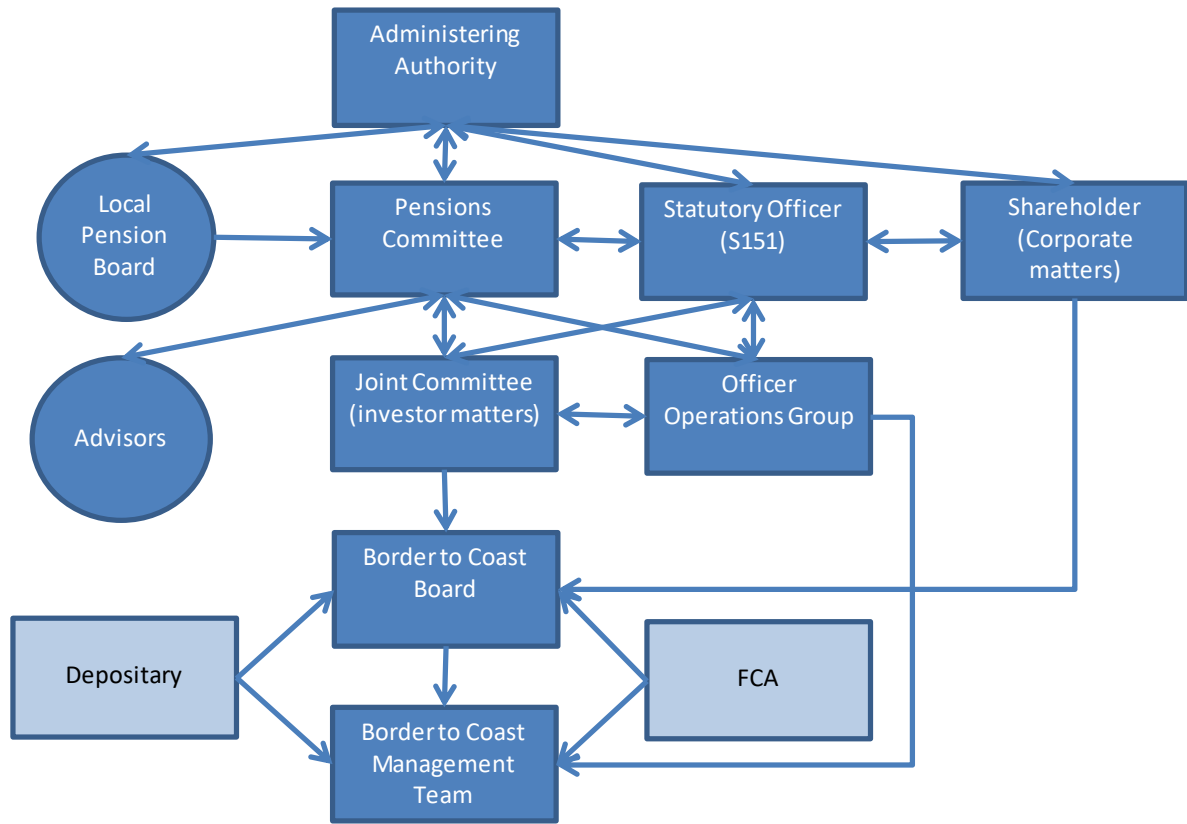 Administering
Authority
Local
Pension
Board
Pensions
Committee
Statutory Officer
(S151)
Shareholder
(Corporate
matters)
Advisors
Joint Committee
(investor matters)
Officer
Operations Group
Border to Coast
Board
Depositary
FCA
Border to Coast
Management
Team